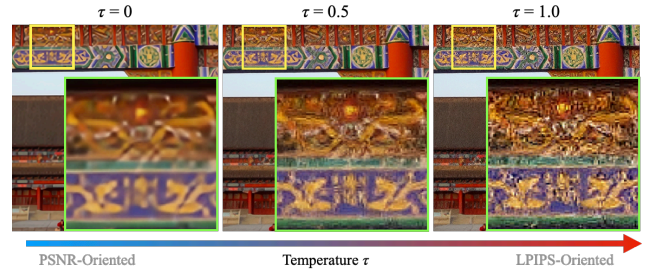 τ = 0
τ = 0.5
τ = 1.0
PSNR-Oriented
Temperature τ
LPIPS-Oriented